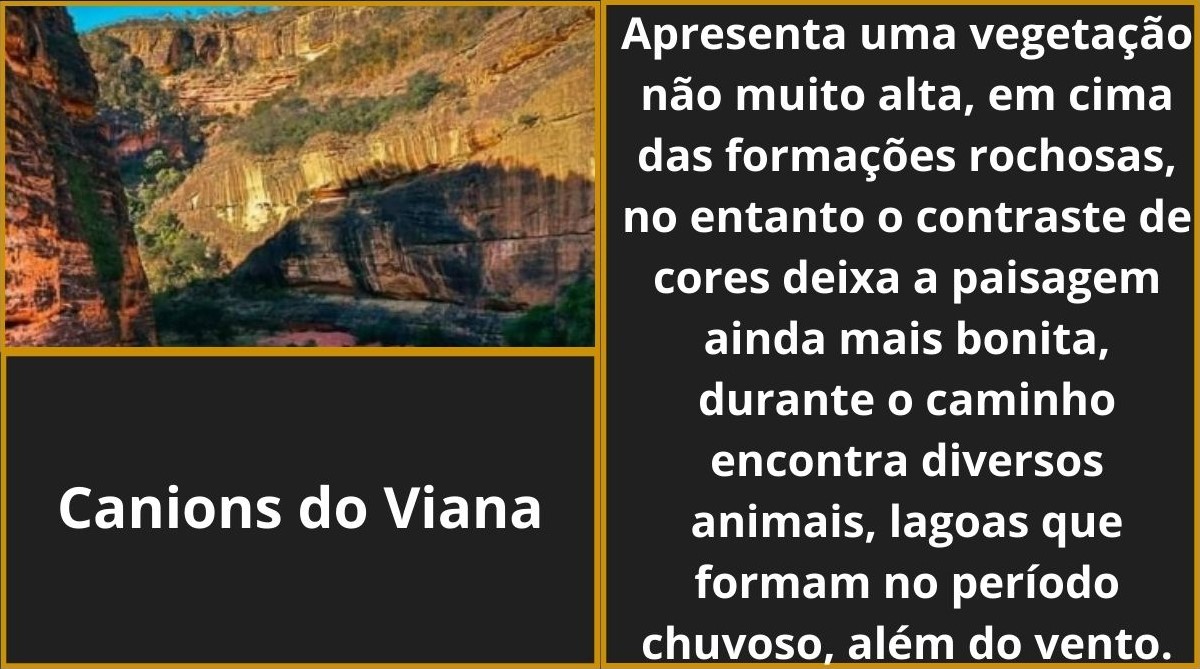 Canions do Viana
Apresenta uma vegetação
não muito alta, em cima
das formações rochosas,
no entanto o contraste de
cores deixa a paisagem
ainda mais bonita,
durante o caminho
encontra diversos
animais, lagoas que
formam no período
chuvoso, além do vento.